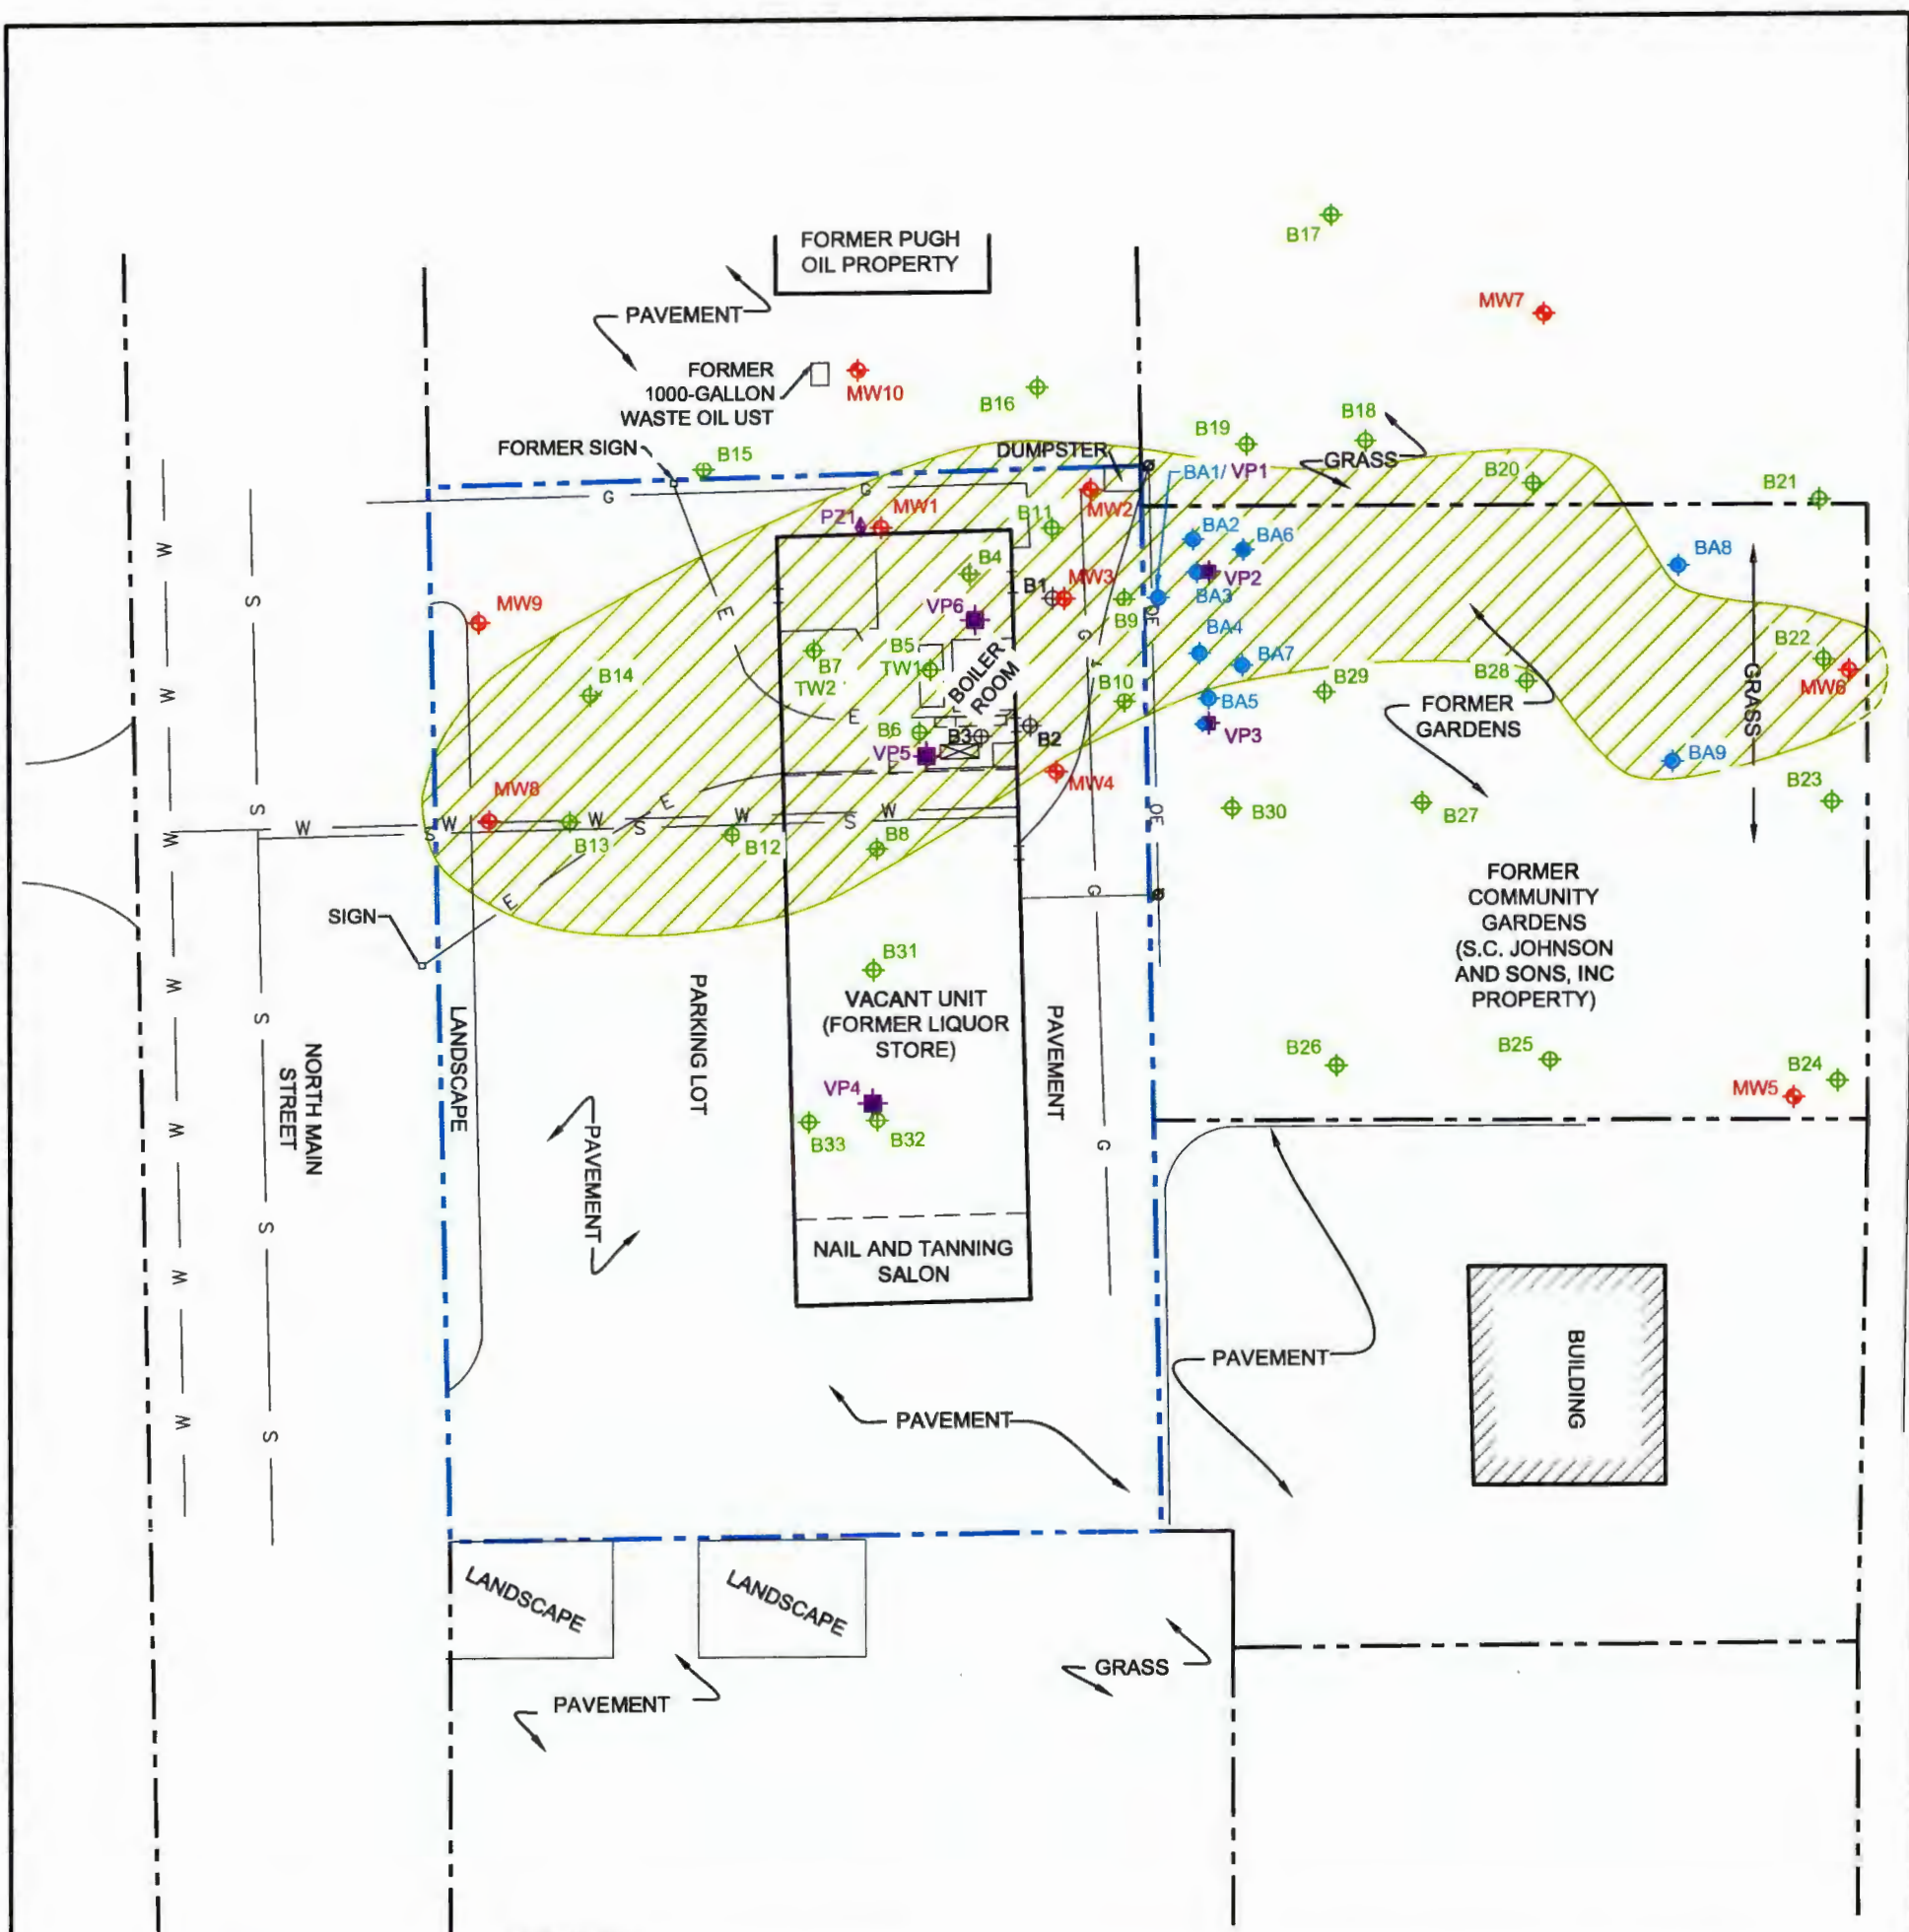 B17
FORMER PUGH
OIL PROPERTY
MW7
PAVEMENT
FORMER
1000-GALLON
WASTE OIL UST
MW10
B16
B18
B19
FORMER SIGN
B15
DUMPSTER
GRASS
BA1/ VP1
B20
B21
G
G
PZ1
MW1
MW2
B11
BA2
BA6
BA8
W
B4
VP2
S
B1
MW3
BA3
MW9
VP6
E
B9
OE
G
BA4
B5
B7
TW1
TW2
BOILER
ROOM
BA7
B22
MW6
GRASS
B14
B10
B29
B28
W
BA5
FORMER
GARDENS
E
B6
B3
B2
VP3
VP5
E
BA9
MW4
MW8
B23
S
W
W
S
W
E
W
S
W
S
W
B13
B12
B8
B30
B27
OE
FORMER
COMMUNITY
GARDENS
(S.C. JOHNSON
AND SONS, INC
PROPERTY)
E
G
SIGN
B31
W
S
LANDSCAPE
PARKING LOT
VACANT UNIT
(FORMER LIQUOR
STORE)
PAVEMENT
NORTH MAIN
STREET
B26
B25
B24
MW5
VP4
B33
B32
W
PAVEMENT
G
S
NAIL AND TANNING
SALON
W
PAVEMENT
BUILDING
W
S
PAVEMENT
LANDSCAPE
LANDSCAPE
GRASS
PAVEMENT